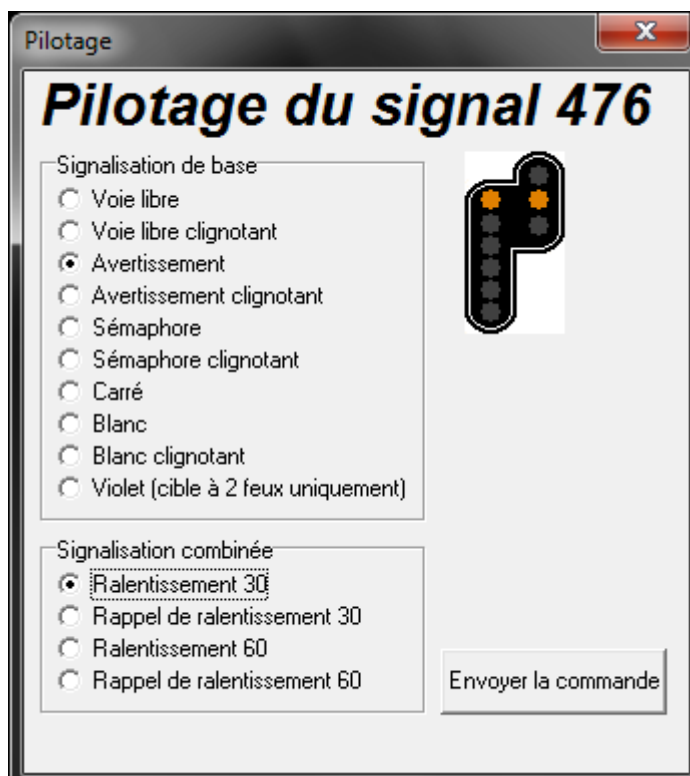 Pilotage
Pilotage du signal 476
Signalisation de base
Voie libre
Voie libre clignotant
Avertissement
Avertissement clignotant
Sémaphore
Sémaphore clignotant
Carré
Blanc
Blanc clignotant
Violet (cible à 2 feux uniquement)
Signalisation combinée
Ralentissement 30
Rappel de ralentissement 30
Ralentissement 60
Rappel de ralentissement 60
Envoyer la commande